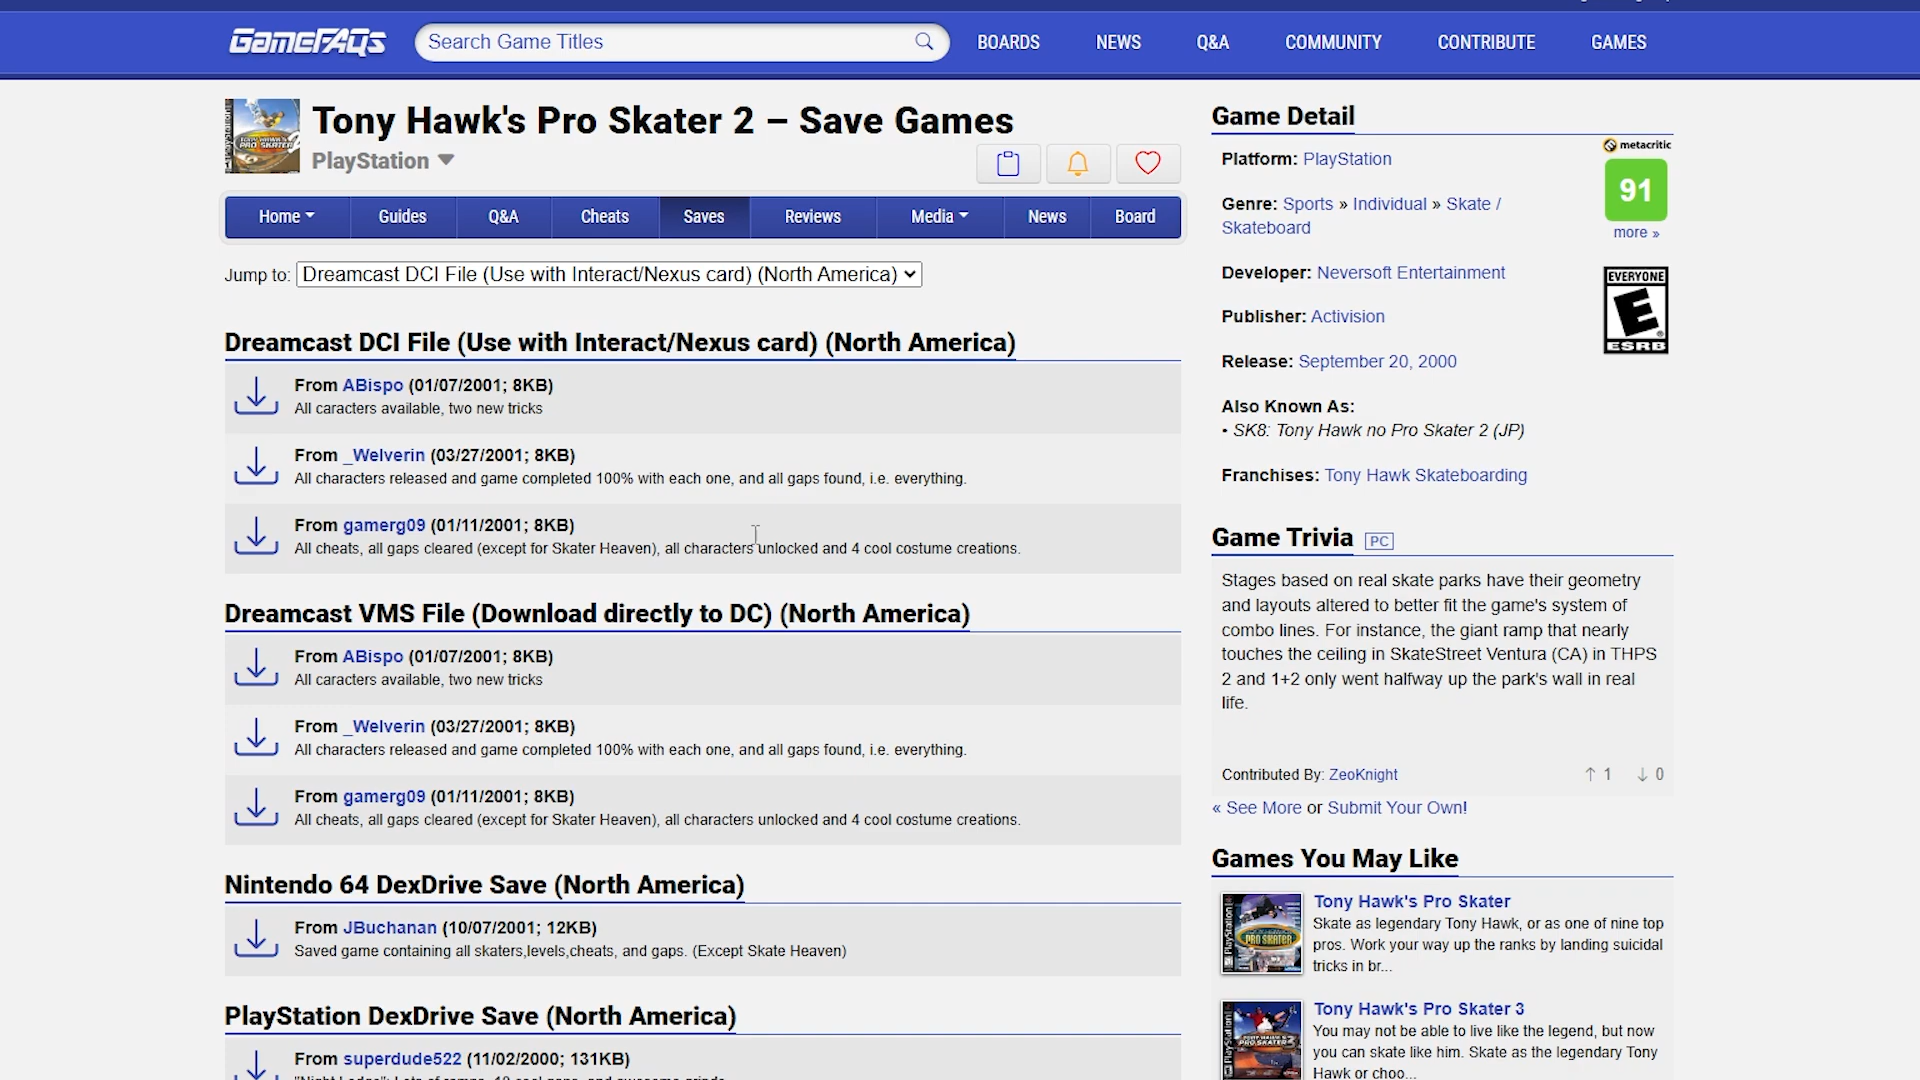 GameFAQs
Search Game Titles
BOARDS
NEWS
Q&A
COMMUNITY
CONTRIBUTE
GAMES
Tony Hawk's Pro Skater 2 – Save Games
PlayStation
Home
Guides
Q&A
Cheats
Saves
Reviews
Media
News
Board
Jump to: Dreamcast DCI File (Use with Interact/Nexus card) (North America)
Dreamcast DCI File (Use with Interact/Nexus card) (North America)
From ABispo (01/07/2001; 8KB)
All caracters available, two new tricks
From _Welverin (03/27/2001; 8KB)
All characters released and game completed 100% with each one, and all gaps found, i.e. everything.
From gamerg09 (01/11/2001; 8KB)
All cheats, all gaps cleared (except for Skater Heaven), all characters unlocked and 4 cool costume creations.
Dreamcast VMS File (Download directly to DC) (North America)
From ABispo (01/07/2001; 8KB)
All caracters available, two new tricks
From _Welverin (03/27/2001; 8KB)
All characters released and game completed 100% with each one, and all gaps found, i.e. everything.
From gamerg09 (01/11/2001; 8KB)
All cheats, all gaps cleared (except for Skater Heaven), all characters unlocked and 4 cool costume creations.
Nintendo 64 DexDrive Save (North America)
From JBuchanan (10/07/2001; 12KB)
Saved game containing all skaters,levels,cheats, and gaps. (Except Skate Heaven)
PlayStation DexDrive Save (North America)
From superdude522 (11/02/2000; 131KB)
Game Detail
Platform: PlayStation
metacritic
91
more »
Genre: Sports » Individual » Skate /
Skateboard
Developer: Neversoft Entertainment
EVERYONE
E
ESRB
Publisher: Activision
Release: September 20, 2000
Also Known As:
• SK8: Tony Hawk no Pro Skater 2 (JP)
Franchises: Tony Hawk Skateboarding
Game Trivia PC
Stages based on real skate parks have their geometry
and layouts altered to better fit the game's system of
combo lines. For instance, the giant ramp that nearly
touches the ceiling in SkateStreet Ventura (CA) in THPS
2 and 1+2 only went halfway up the park's wall in real
life.
Contributed By: ZeoKnight
↑ 1 ↓ 0
« See More or Submit Your Own!
Games You May Like
Tony Hawk's Pro Skater
Skate as legendary Tony Hawk, or as one of nine top
pros. Work your way up the ranks by landing suicidal
tricks in br...
PRO SKATER
Tony Hawk's Pro Skater 3
You may not be able to live like the legend, but now
you can skate like him. Skate as the legendary Tony
Hawk or choo...